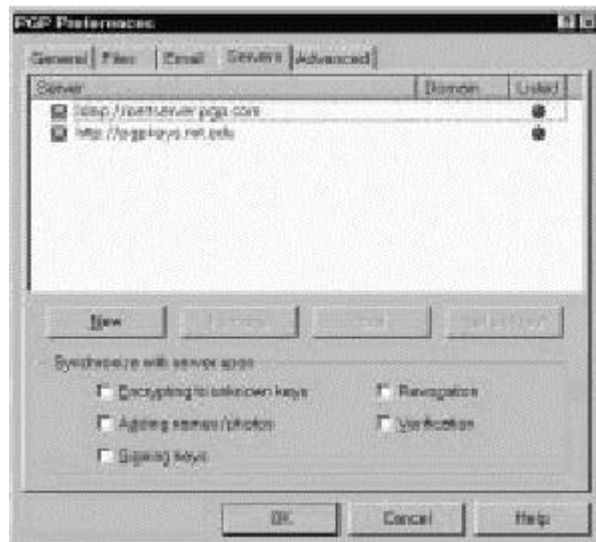 PGP Preferences
General Files Email Servers Advanced
Server Domain Listed
ldap://certserver.pgp.com
http://pgpkeys.mit.edu
New
Synchronize with server upon
Encrypting to unknown keys Revocation
Adding names/photos Verification
Signing keys
OK Cancel Help